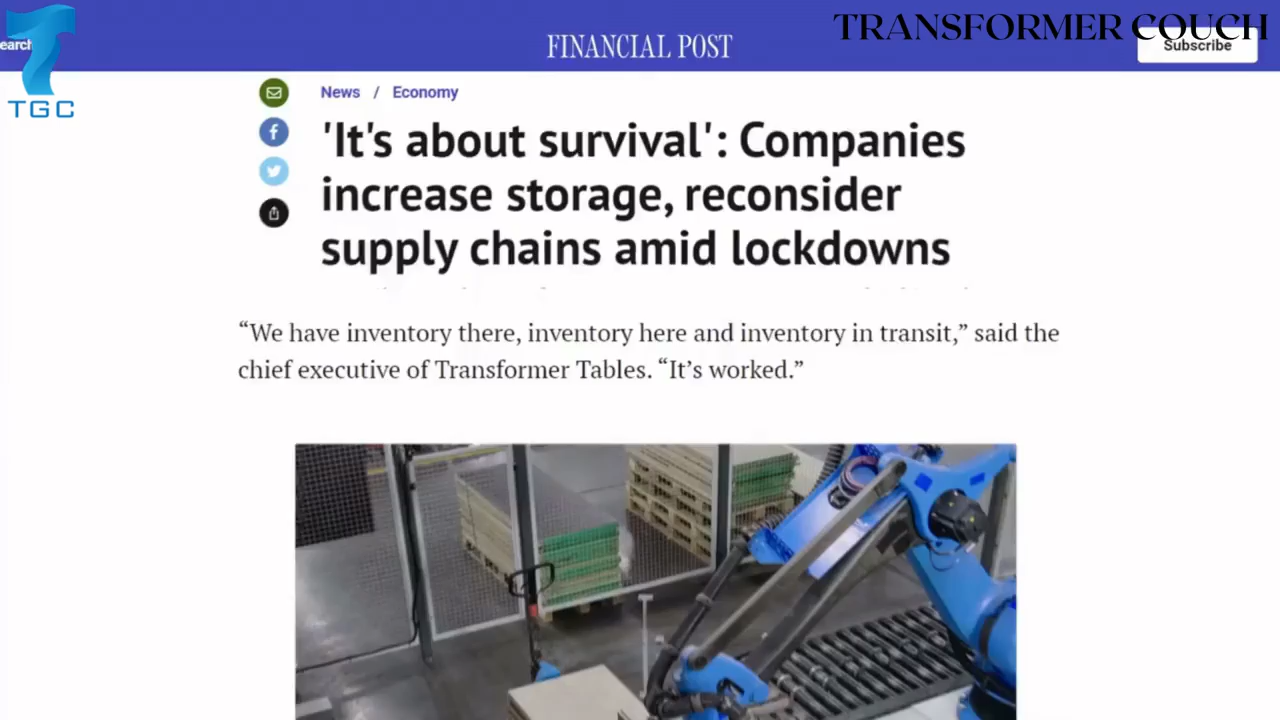 earch
TGC
FINANCIAL POST
TRANSFORMER COUCH
Subscribe
News / Economy
'It's about survival': Companies
increase storage, reconsider
supply chains amid lockdowns
“We have inventory there, inventory here and inventory in transit,” said the
chief executive of Transformer Tables. “It’s worked.”